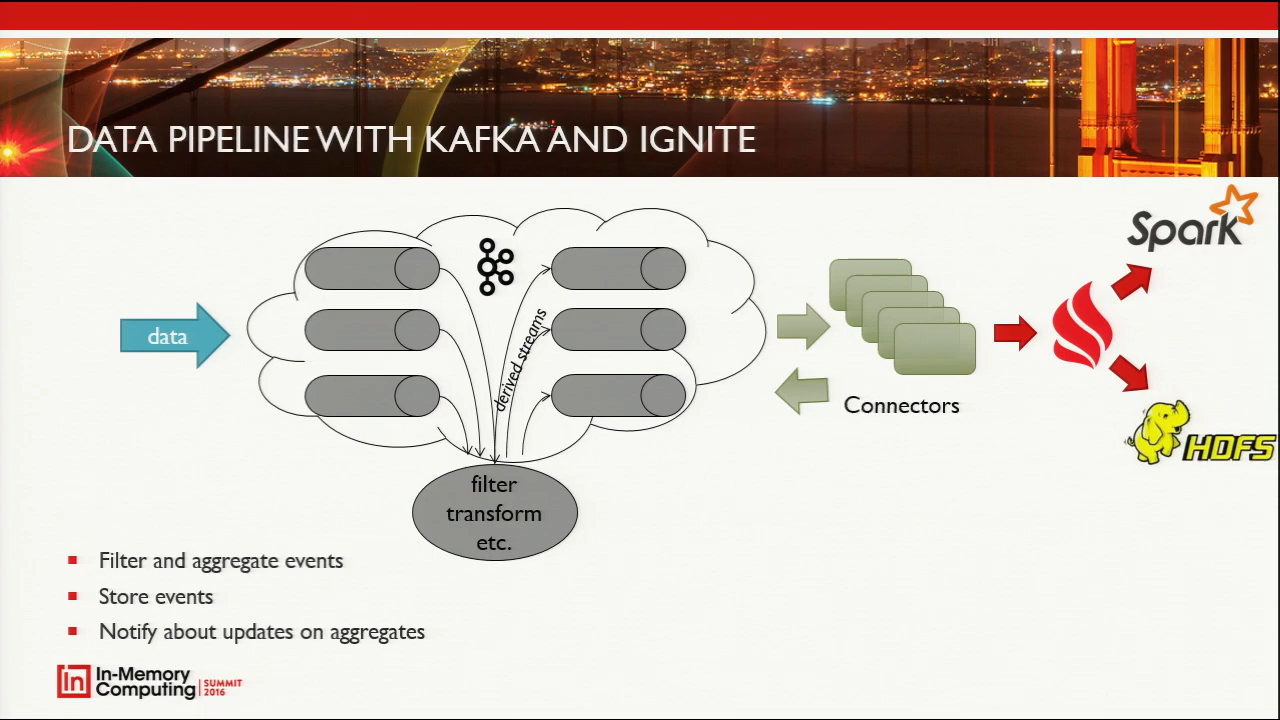 DATA PIPELINE WITH KAFKA AND IGNITE
Spark
data
derived streams
Connectors
HDFS
filter
transform
etc.
Filter and aggregate events
Store events
Notify about updates on aggregates
in In-Memory
Computing SUMMIT
2016